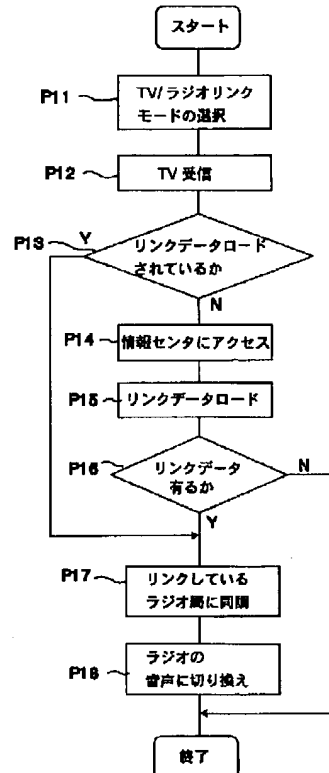 スタート
P11
TV/ラジオリンク
モードの選択
P12
TV 受信
P13
Y
リンクデータロード
されているか
N
P14
情報センタにアクセス
P15
リンクデータロード
P16
リンクデータ
有るか
N
Y
P17
リンクしている
ラジオ局に同調
P18
ラジオの
音声に切り換え
終了